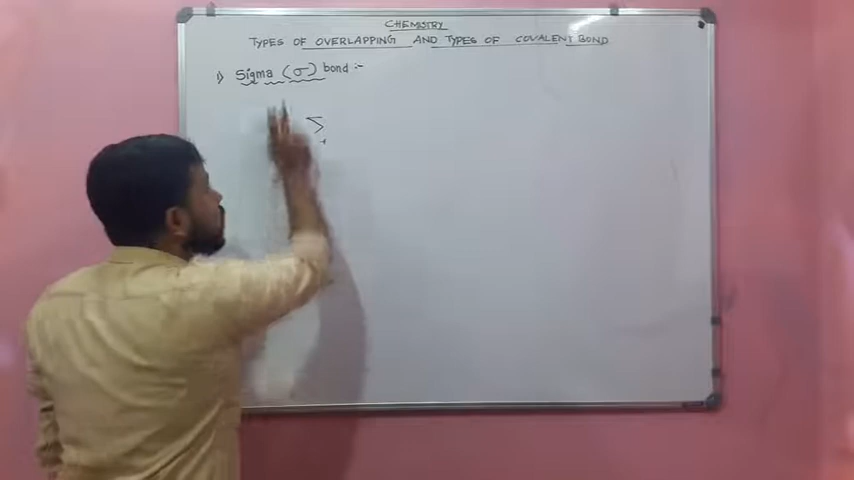 CHEMISTRY
TYPES OF OVERLAPPING AND TYPES OF COVALENT BOND
1) Sigma (σ) bond :-